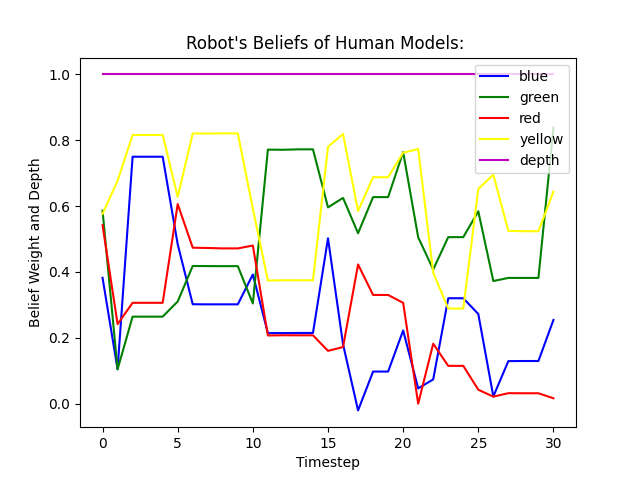 Robot's Beliefs of Human Models:
Belief Weight and Depth
1.0
0.8
0.6
0.4
0.2
0.0
0 5 10 15 20 25 30
Timestep
blue
green
red
yellow
depth